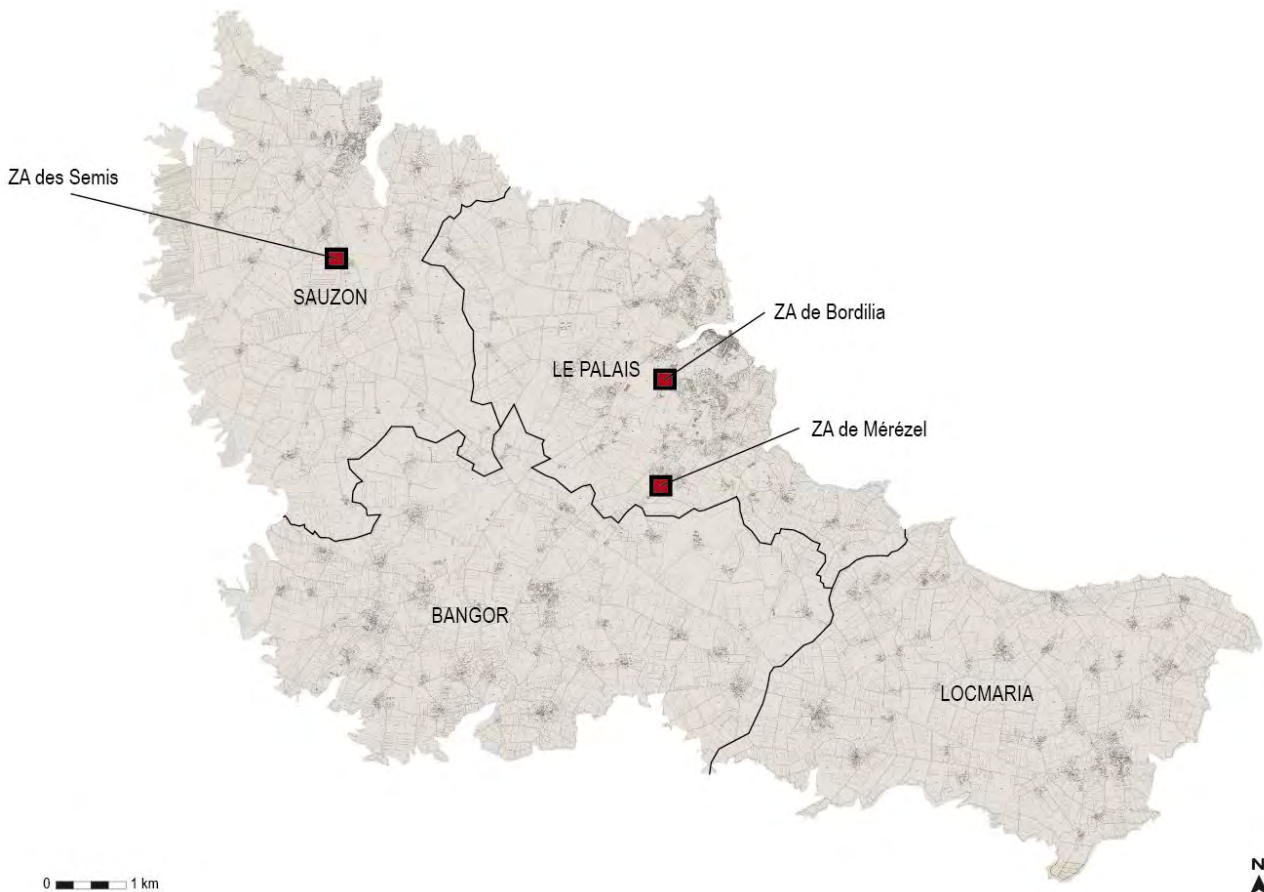 ZA des Semis
SAUZON
ZA de Bordilia
LE PALAIS
ZA de Mérézel
BANGOR
LOCMARIA
0 1 km
N